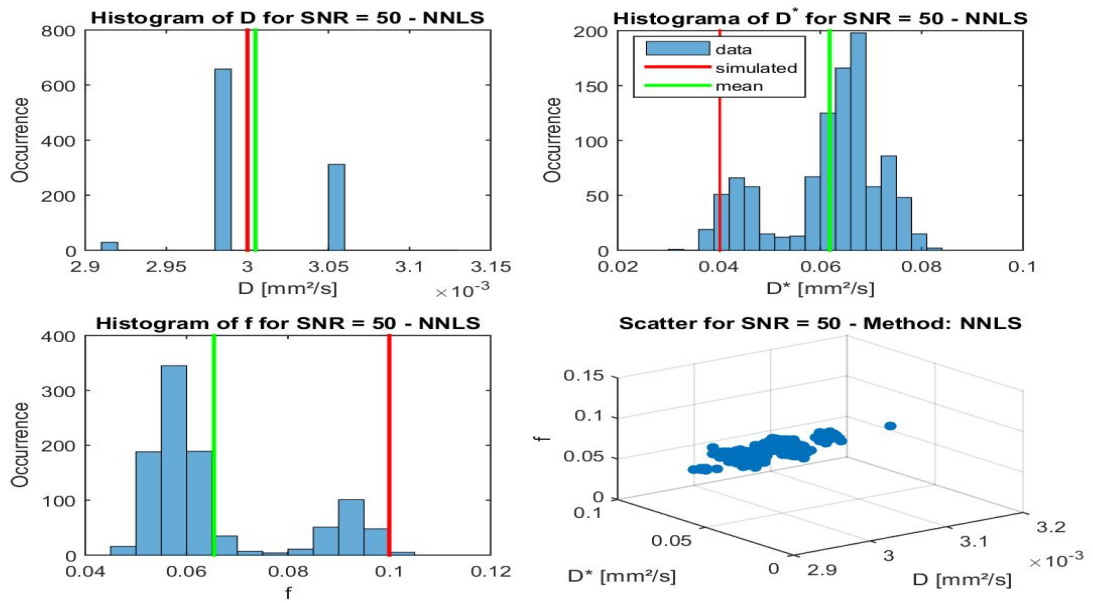 Histogram of D for SNR = 50 - NNLS
800
600
400
200
0
Occurrence
2.9
2.95
3
3.05
3.1
3.15
D [mm²/s]
×10⁻³
Histograma of D* for SNR = 50 - NNLS
data
simulated
mean
200
150
100
50
0
Occurrence
0.02
0.04
0.06
0.08
0.1
D* [mm²/s]
Histogram of f for SNR = 50 - NNLS
400
300
200
100
0
Occurrence
0.04
0.06
0.08
0.1
0.12
f
Scatter for SNR = 50 - Method: NNLS
0.15
0.1
0.05
0
f
0.1
0.05
0
D* [mm²/s]
2.9
3
3.1
3.2
×10⁻³
D [mm²/s]